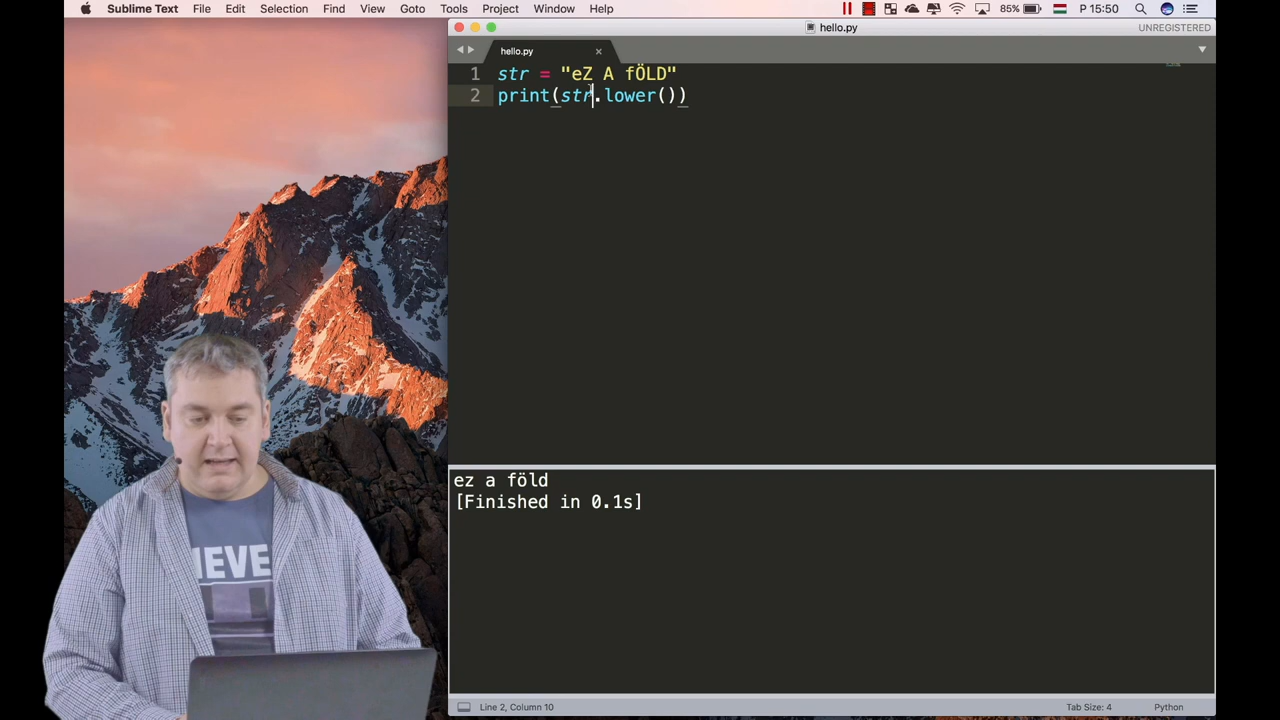 Sublime Text File Edit Selection Find View Goto Tools Project Window Help 85% P 15:50
hello.py UNREGISTERED
hello.py
1 str = "eZ A fÖLD"
2 print(str.lower())
IEVE
ez a föld
[Finished in 0.1s]
Line 2, Column 10 Tab Size: 4 Python